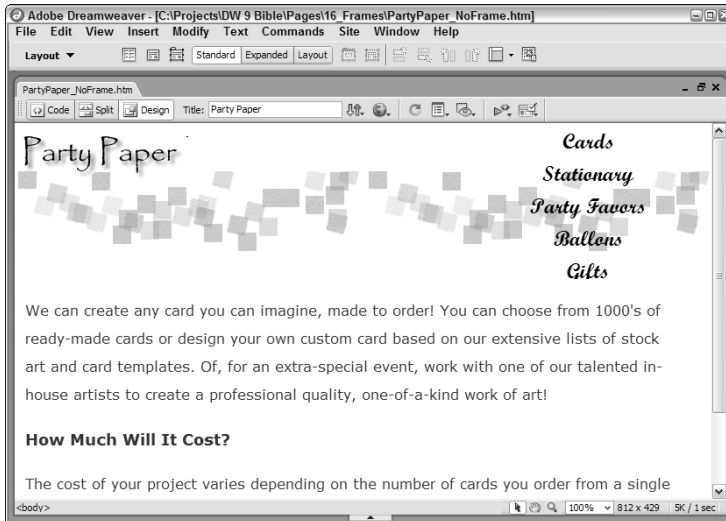 Adobe Dreamweaver - [C:\Projects\DW 9 Bible\Pages\16_Frames\PartyPaper_NoFrame.htm]
File Edit View Insert Modify Text Commands Site Window Help
Layout Standard Expanded Layout
PartyPaper_NoFrame.htm
Code Split Design Title: Party Paper
Party Paper
Cards
Stationary
Party Favors
Ballons
Gifts
We can create any card you can imagine, made to order! You can choose from 1000's of
ready-made cards or design your own custom card based on our extensive lists of stock
art and card templates. Of, for an extra-special event, work with one of our talented in-
house artists to create a professional quality, one-of-a-kind work of art!
How Much Will It Cost?
The cost of your project varies depending on the number of cards you order from a single
<body> 100% 812 x 429 5K / 1 sec